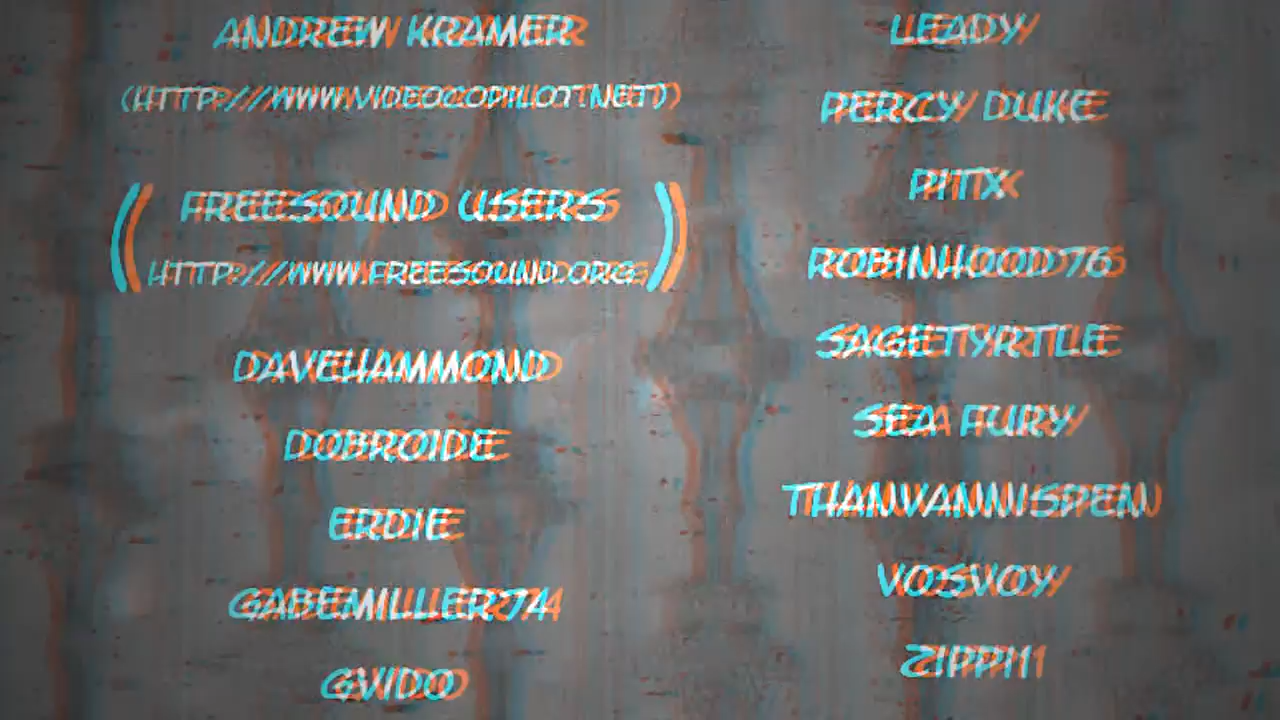 ANDREW KRAMER
(HTTP://WWW.VIDEOCOPILOT.NET)
(FREESOUND USERS
HTTP://WWW.FREESOUND.ORG)
DAVEHAMMOND
DOBROIDE
ERDIE
GABEMILLER74
GVIDO
LEADY
PERCY DUKE
PITX
ROBINHOOD76
SAGETYRTLE
SEA FURY
THANVANNISPEN
VOSVOY
ZIPPI1